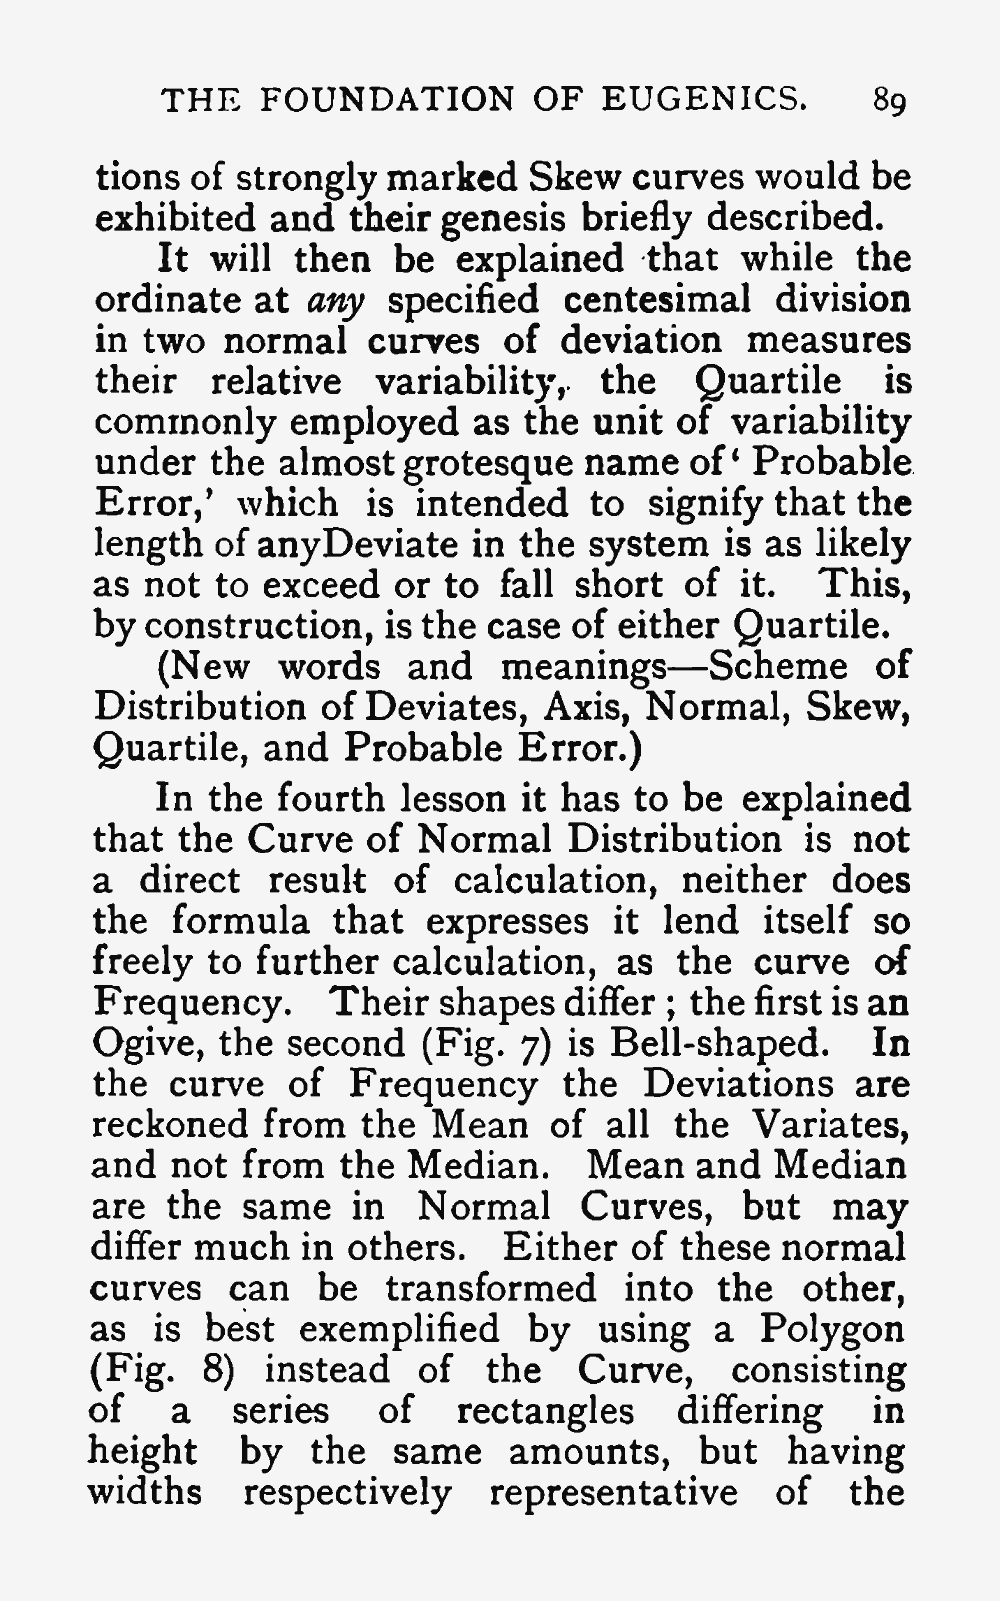 THE FOUNDATION OF EUGENICS. 89
tions of strongly marked Skew curves would be
exhibited and their genesis briefly described.
It will then be explained that while the
ordinate at any specified centesimal division
in two normal curves of deviation measures
their relative variability, the Quartile is
commonly employed as the unit of variability
under the almost grotesque name of ‘ Probable
Error,’ which is intended to signify that the
length of anyDeviate in the system is as likely
as not to exceed or to fall short of it. This,
by construction, is the case of either Quartile.
(New words and meanings—Scheme of
Distribution of Deviates, Axis, Normal, Skew,
Quartile, and Probable Error.)
In the fourth lesson it has to be explained
that the Curve of Normal Distribution is not
a direct result of calculation, neither does
the formula that expresses it lend itself so
freely to further calculation, as the curve of
Frequency. Their shapes differ ; the first is an
Ogive, the second (Fig. 7) is Bell-shaped. In
the curve of Frequency the Deviations are
reckoned from the Mean of all the Variates,
and not from the Median. Mean and Median
are the same in Normal Curves, but may
differ much in others. Either of these normal
curves can be transformed into the other,
as is best exemplified by using a Polygon
(Fig. 8) instead of the Curve, consisting
of a series of rectangles differing in
height by the same amounts, but having
widths respectively representative of the